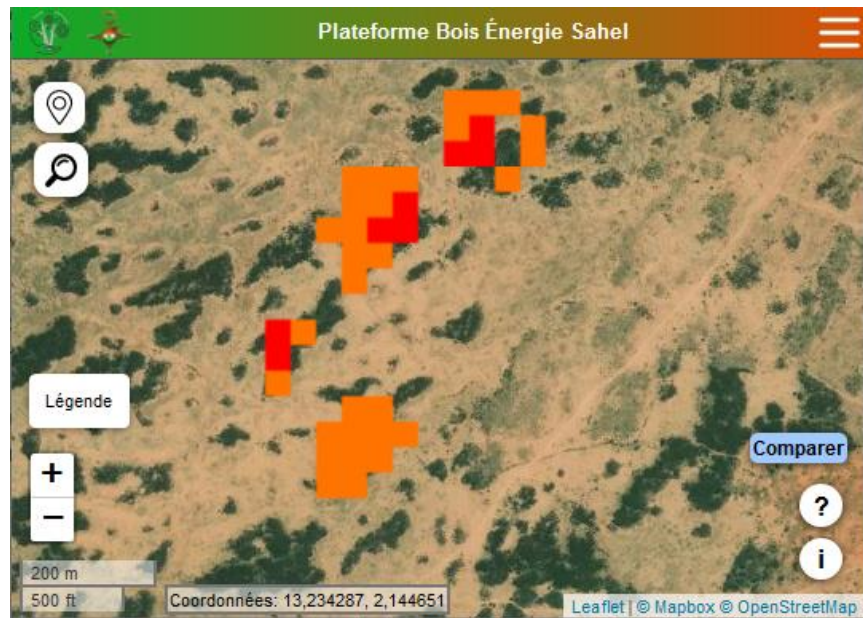 Plateforme Bois Énergie Sahel
Légende
Comparer
+
−
?
i
200 m
500 ft
Coordonnées: 13,234287, 2,144651
Leaflet | © Mapbox © OpenStreetMap